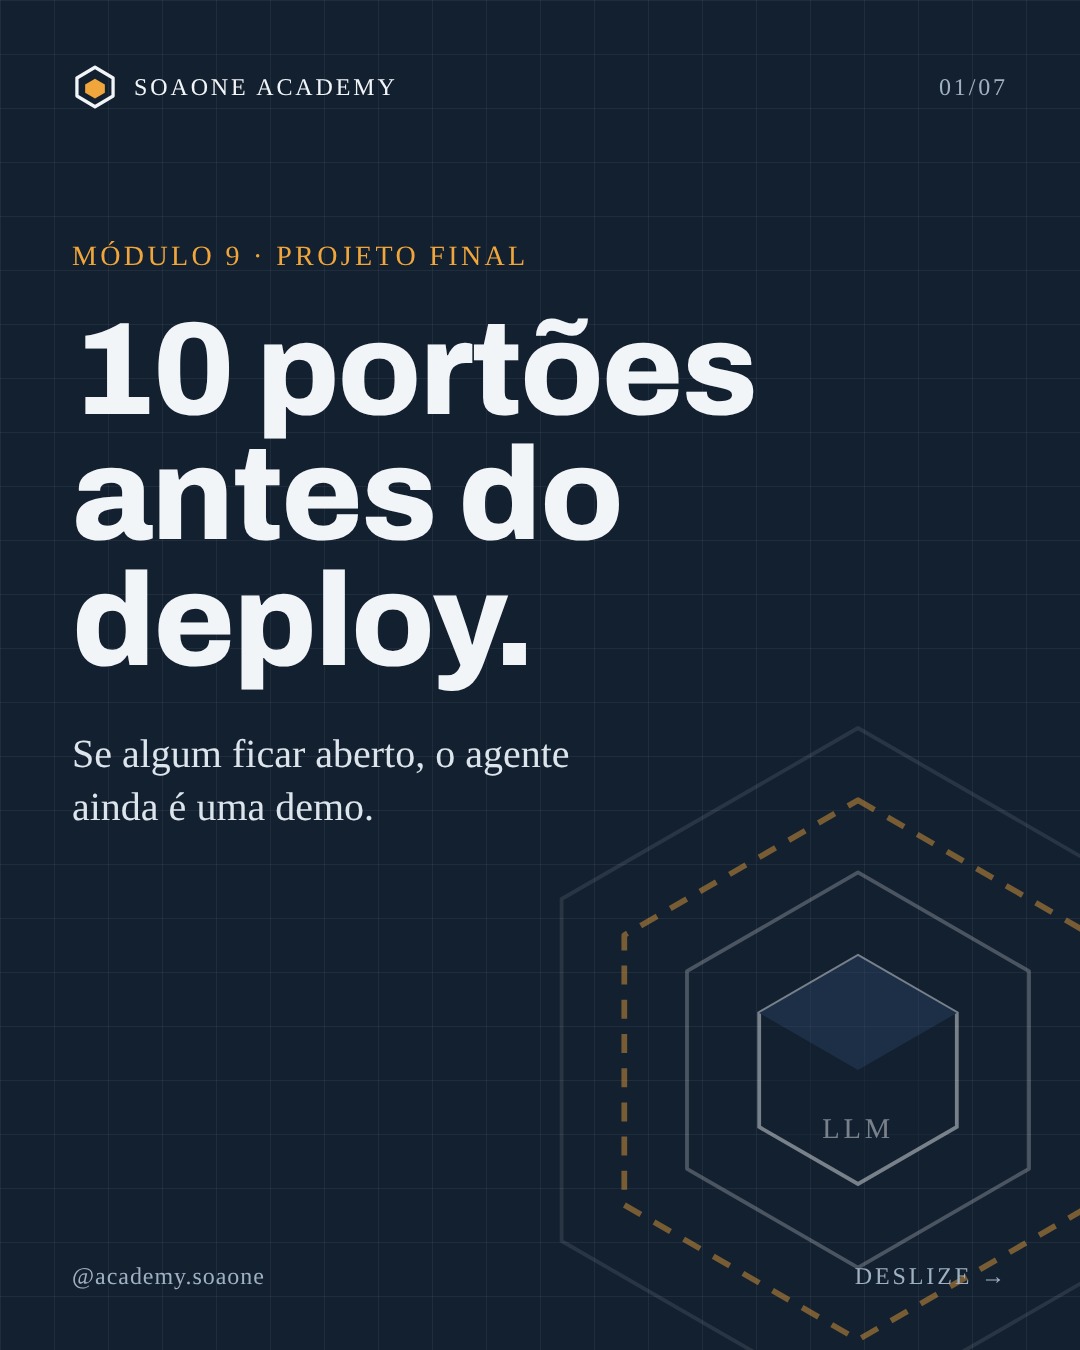 SOAONE ACADEMY
01/07
MÓDULO 9 · PROJETO FINAL
10 portões
antes do
deploy.
Se algum ficar aberto, o agente
ainda é uma demo.
LLM
@academy.soaone
DESLIZE →